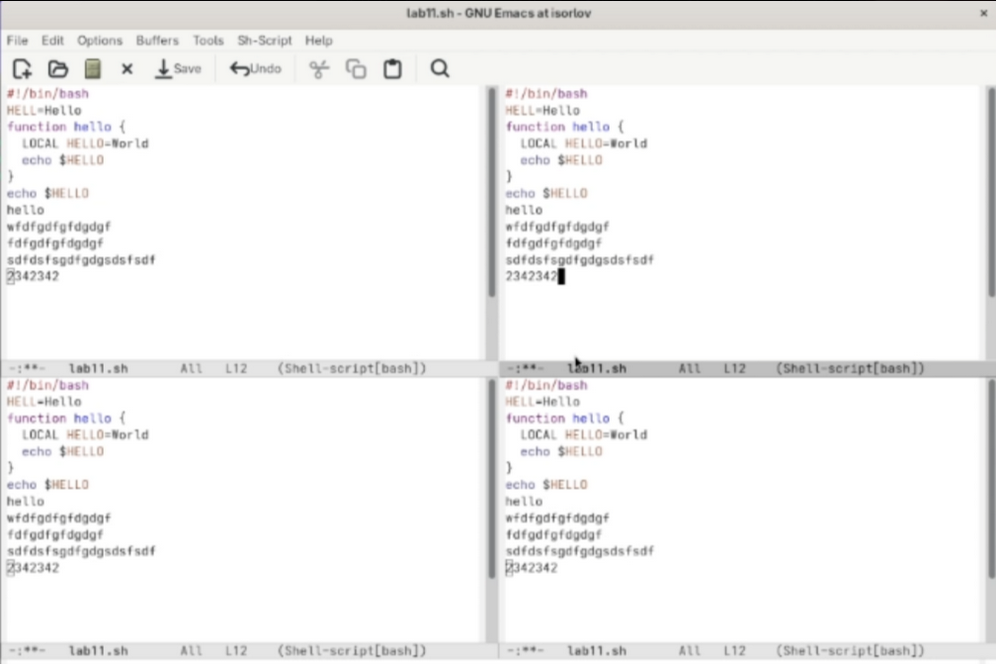 lab11.sh - GNU Emacs at isorlov
File Edit Options Buffers Tools Sh-Script Help
Save Undo
#!/bin/bash
HELL=Hello
function hello {
  LOCAL HELLO=World
  echo $HELLO
}
echo $HELLO
hello
wfdfgdfgfdgdgf
fdfgdfgfdgdgf
sdfdsfsgdfgdgsdsfsdf
2342342
-:**-  lab11.sh  All  L12  (Shell-script[bash])
#!/bin/bash
HELL=Hello
function hello {
  LOCAL HELLO=World
  echo $HELLO
}
echo $HELLO
hello
wfdfgdfgfdgdgf
fdfgdfgfdgdgf
sdfdsfsgdfgdgsdsfsdf
2342342
-:**-  lab11.sh  All  L12  (Shell-script[bash])
#!/bin/bash
HELL=Hello
function hello {
  LOCAL HELLO=World
  echo $HELLO
}
echo $HELLO
hello
wfdfgdfgfdgdgf
fdfgdfgfdgdgf
sdfdsfsgdfgdgsdsfsdf
2342342
-:**-  lab11.sh  All  L12  (Shell-script[bash])
#!/bin/bash
HELL=Hello
function hello {
  LOCAL HELLO=World
  echo $HELLO
}
echo $HELLO
hello
wfdfgdfgfdgdgf
fdfgdfgfdgdgf
sdfdsfsgdfgdgsdsfsdf
2342342
-:**-  lab11.sh  All  L12  (Shell-script[bash])